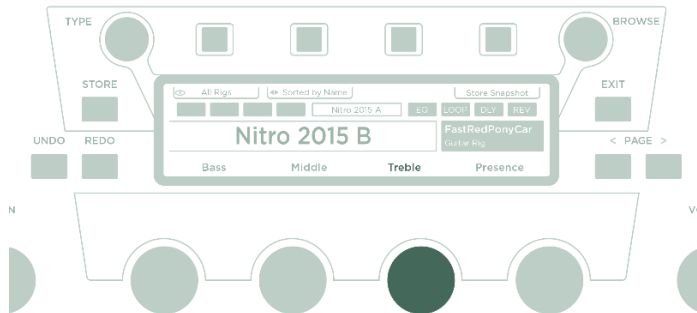 TYPE
BROWSE
STORE
EXIT
All Rigs
Sorted by Name
Store Snapshot
Nitro 2015 A
EQ
LOOP
DLY
REV
Nitro 2015 B
FastRedPonyCar
Guitar Rig
UNDO
REDO
< PAGE >
Bass
Middle
Treble
Presence
N
V